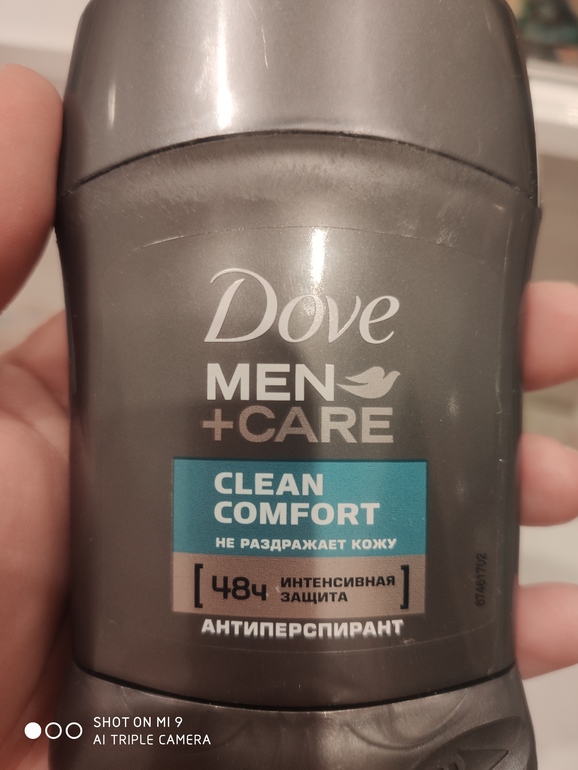 Dove
MEN
+CARE
CLEAN
COMFORT
НЕ РАЗДРАЖАЕТ КОЖУ
[48ч ИНТЕНСИВНАЯ
ЗАЩИТА]
АНТИПЕРСПИРАНТ
67461702
SHOT ON MI 9
AI TRIPLE CAMERA